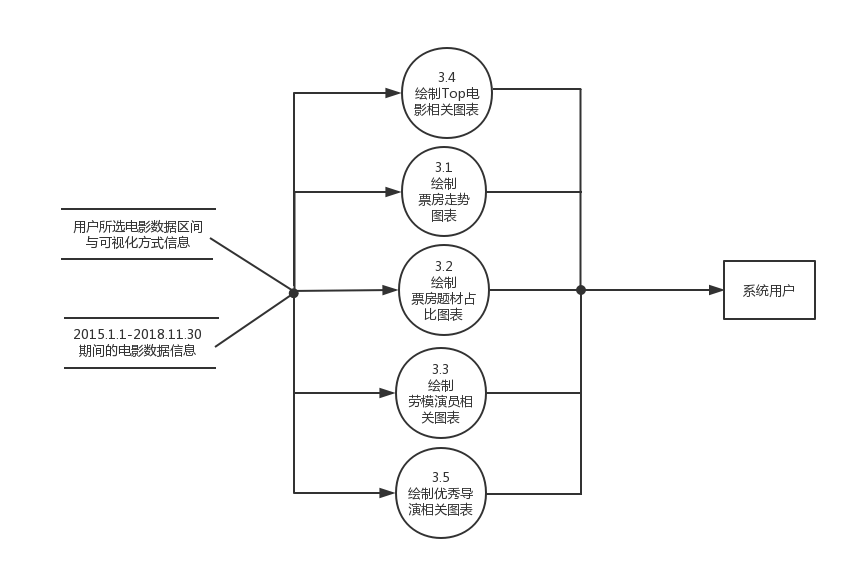 3.4
绘制Top电
影相关图表
3.1
绘制
票房走势
图表
用户所选电影数据区间
与可视化方式信息
3.2
绘制
票房题材占
比图表
系统用户
2015.1.1-2018.11.30
期间的电影数据信息
3.3
绘制
劳模演员相
关图表
3.5
绘制优秀导
演相关图表